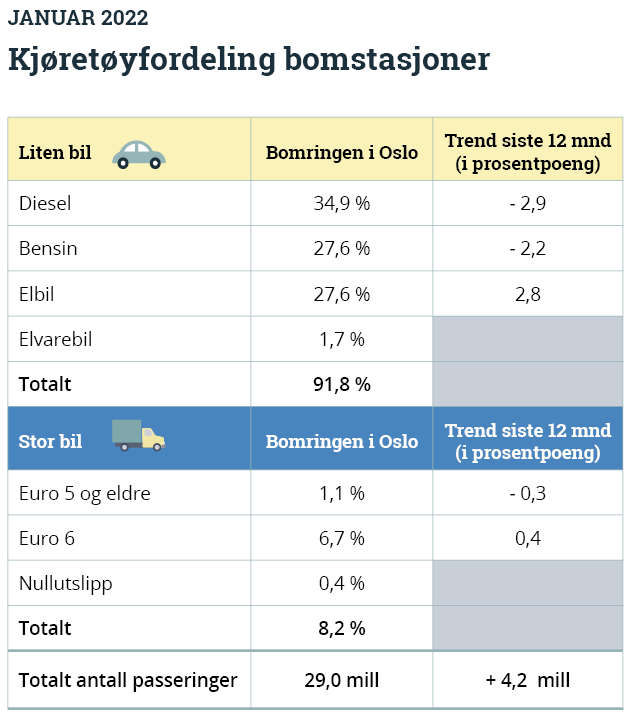 JANUAR 2022
Kjøretøyfordeling bomstasjoner
Liten bil Bomringen i Oslo Trend siste 12 mnd
(i prosentpoeng)
Diesel 34,9 % - 2,9
Bensin 27,6 % - 2,2
Elbil 27,6 % 2,8
Elvarebil 1,7 %
Totalt 91,8 %
Stor bil Bomringen i Oslo Trend siste 12 mnd
(i prosentpoeng)
Euro 5 og eldre 1,1 % - 0,3
Euro 6 6,7 % 0,4
Nullutslipp 0,4 %
Totalt 8,2 %
Totalt antall passeringer 29,0 mill + 4,2 mill